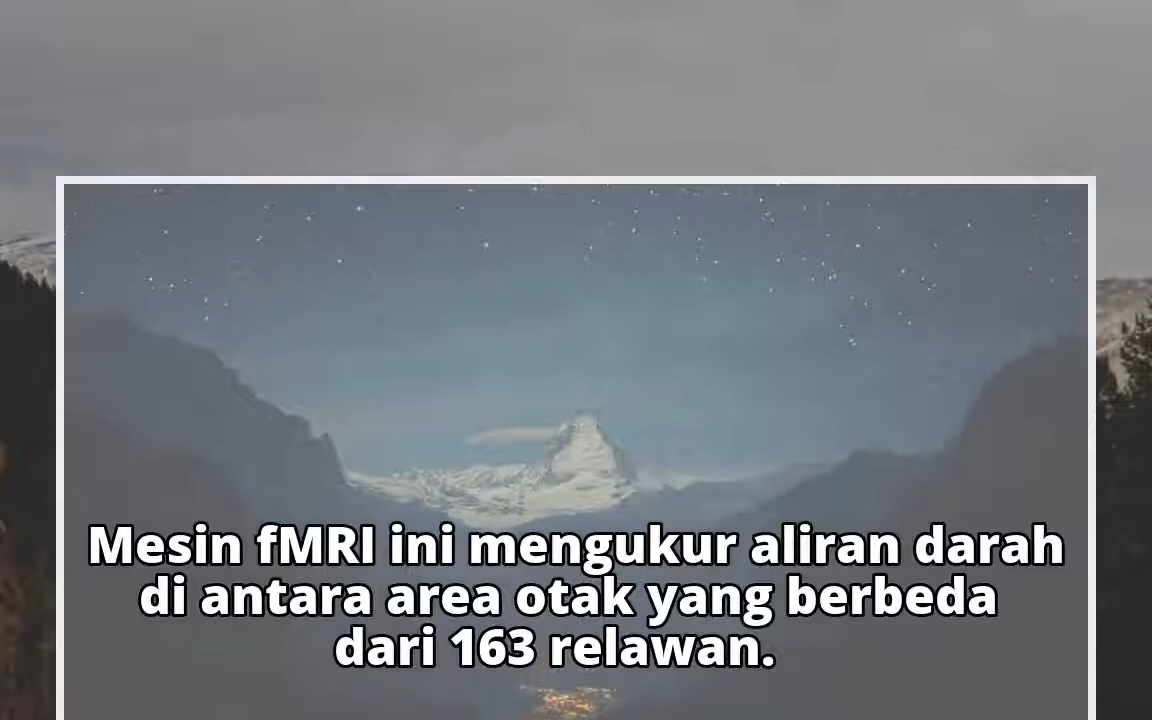 Mesin fMRI ini mengukur aliran darah
di antara area otak yang berbeda
dari 163 relawan.